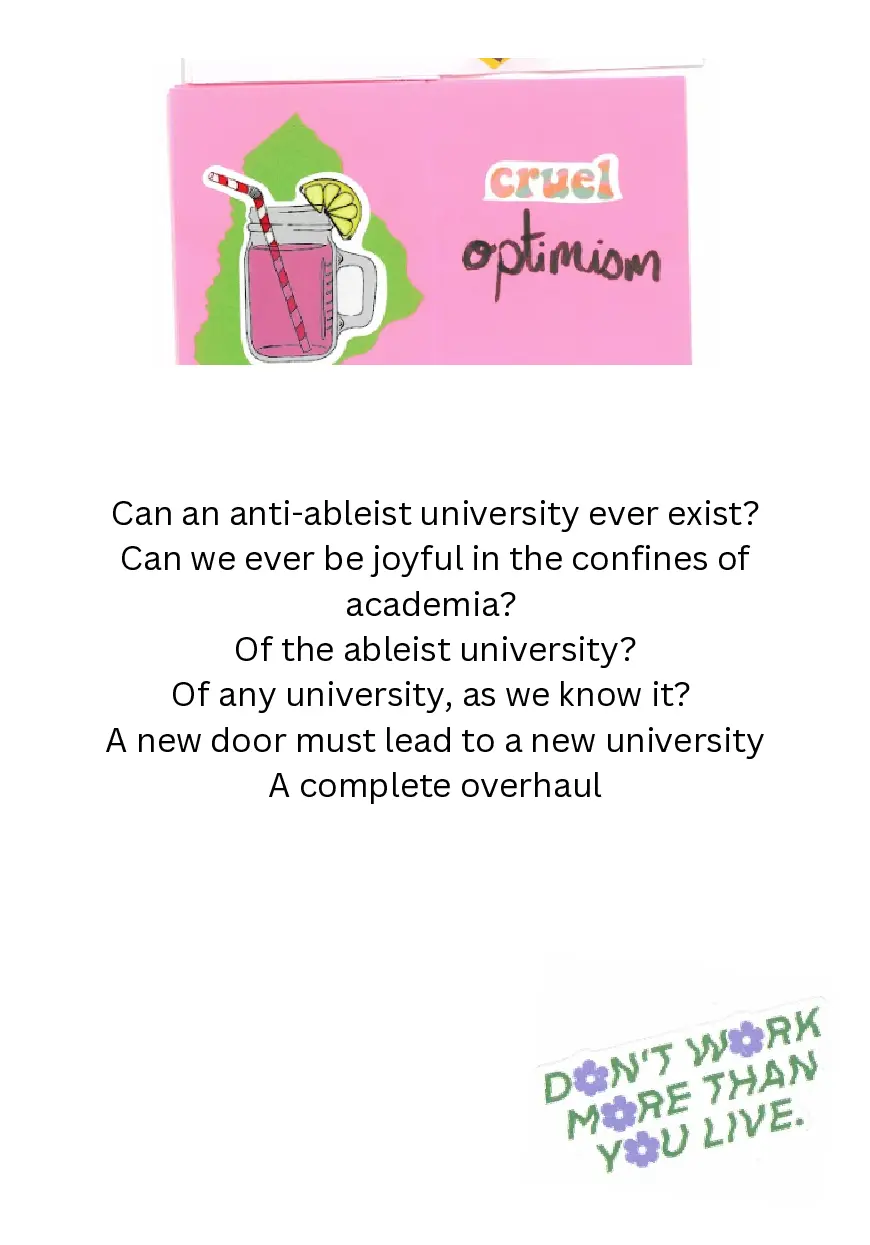 cruel
optimism
Can an anti-ableist university ever exist?
Can we ever be joyful in the confines of
academia?
Of the ableist university?
Of any university, as we know it?
A new door must lead to a new university
A complete overhaul
DON'T WORK
MORE THAN
YOU LIVE.